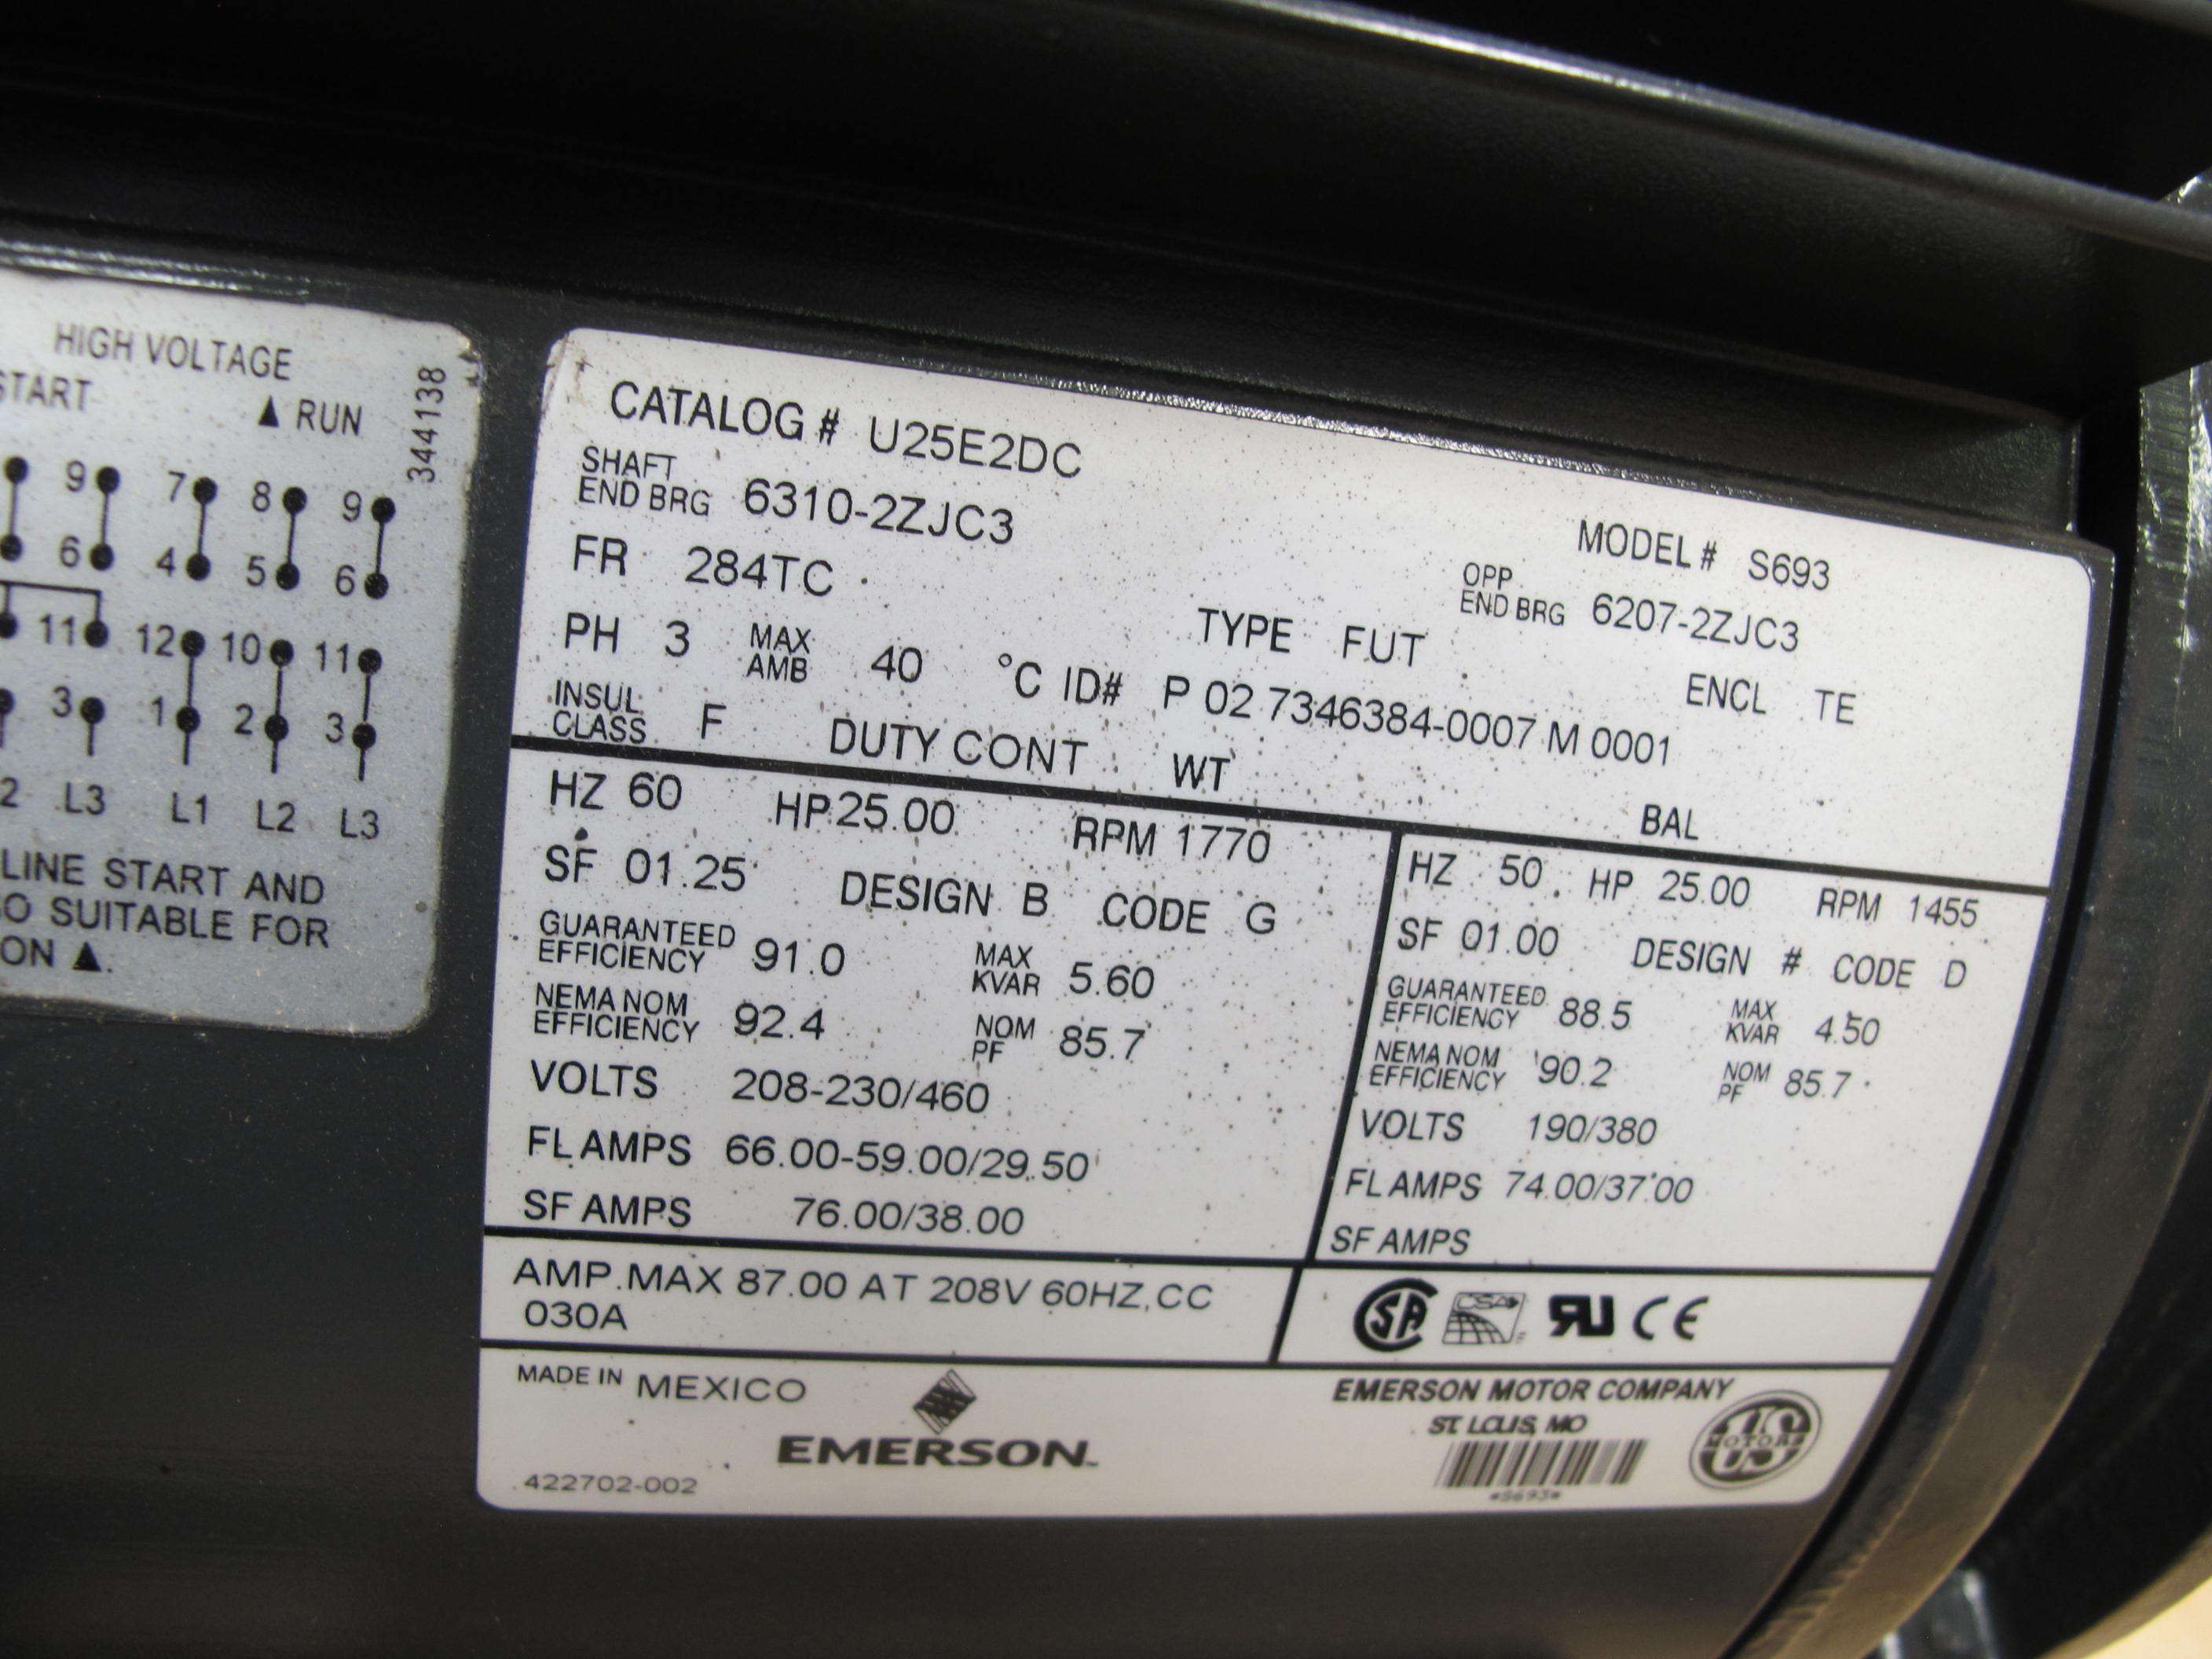 HIGH VOLTAGE
START
▲ RUN
344138
9 7 8 9
6 4 5 6
11 12 10 11
3 1 2 3
2 L3 L1 L2 L3
LINE START AND
SO SUITABLE FOR
ON ▲.
CATALOG # U25E2DC
MODEL # S693
SHAFT
END BRG 6310-2ZJC3
OPP
END BRG 6207-2ZJC3
FR 284TC
TYPE FUT
ENCL TE
PH 3 MAX
AMB 40 °C ID# P 02 7346384-0007 M 0001
INSUL
CLASS F DUTY CONT WT
BAL
HZ 60 HP 25.00 RPM 1770
SF 01.25 DESIGN B CODE G
GUARANTEED
EFFICIENCY 91.0 MAX
KVAR 5.60
NEMA NOM
EFFICIENCY 92.4 NOM
PF 85.7
VOLTS 208-230/460
FL AMPS 66.00-59.00/29.50
SF AMPS 76.00/38.00
HZ 50 HP 25.00 RPM 1455
SF 01.00 DESIGN # CODE D
GUARANTEED
EFFICIENCY 88.5 MAX
KVAR 4.50
NEMA NOM
EFFICIENCY 90.2 NOM
PF 85.7
VOLTS 190/380
FL AMPS 74.00/37.00
SF AMPS
AMP.MAX 87.00 AT 208V 60HZ,CC
030A
SA CSA RU CE
MADE IN MEXICO
EMERSON
422702-002
EMERSON MOTOR COMPANY
ST. LOUIS, MO
*S693*
US MOTORS